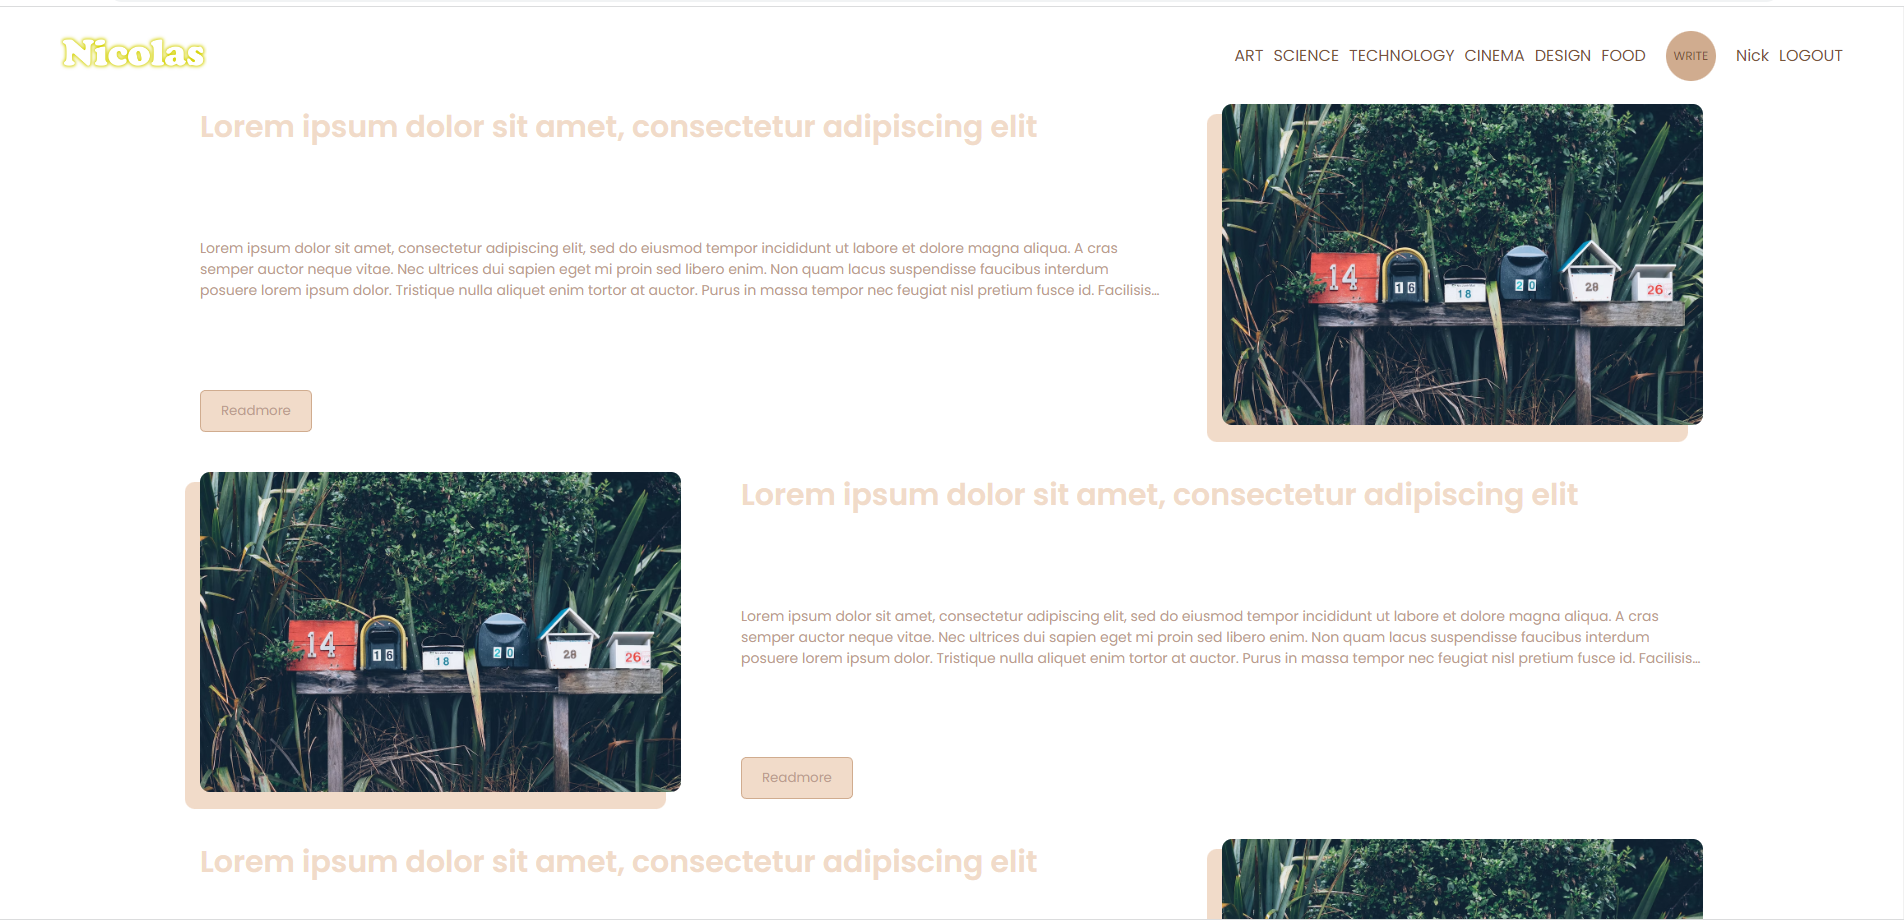 Nicolas
ART SCIENCE TECHNOLOGY CINEMA DESIGN FOOD WRITE Nick LOGOUT
Lorem ipsum dolor sit amet, consectetur adipiscing elit
Lorem ipsum dolor sit amet, consectetur adipiscing elit, sed do eiusmod tempor incididunt ut labore et dolore magna aliqua. A cras
semper auctor neque vitae. Nec ultrices dui sapien eget mi proin sed libero enim. Non quam lacus suspendisse faucibus interdum
posuere lorem ipsum dolor. Tristique nulla aliquet enim tortor at auctor. Purus in massa tempor nec feugiat nisl pretium fusce id. Facilisis...
Readmore
14 16 18 20 28 26
14 16 18 20 28 26
Lorem ipsum dolor sit amet, consectetur adipiscing elit
Lorem ipsum dolor sit amet, consectetur adipiscing elit, sed do eiusmod tempor incididunt ut labore et dolore magna aliqua. A cras
semper auctor neque vitae. Nec ultrices dui sapien eget mi proin sed libero enim. Non quam lacus suspendisse faucibus interdum
posuere lorem ipsum dolor. Tristique nulla aliquet enim tortor at auctor. Purus in massa tempor nec feugiat nisl pretium fusce id. Facilisis...
Readmore
Lorem ipsum dolor sit amet, consectetur adipiscing elit